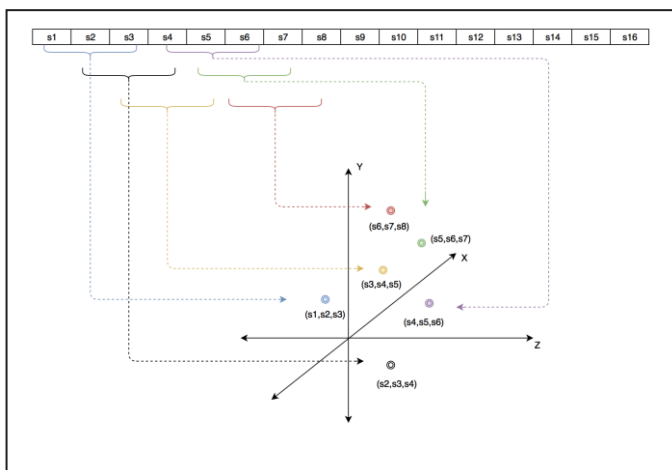 s1 s2 s3 s4 s5 s6 s7 s8 s9 s10 s11 s12 s13 s14 s15 s16
Y
(s6,s7,s8)
(s5,s6,s7)
X
(s3,s4,s5)
(s1,s2,s3)
(s4,s5,s6)
Z
(s2,s3,s4)